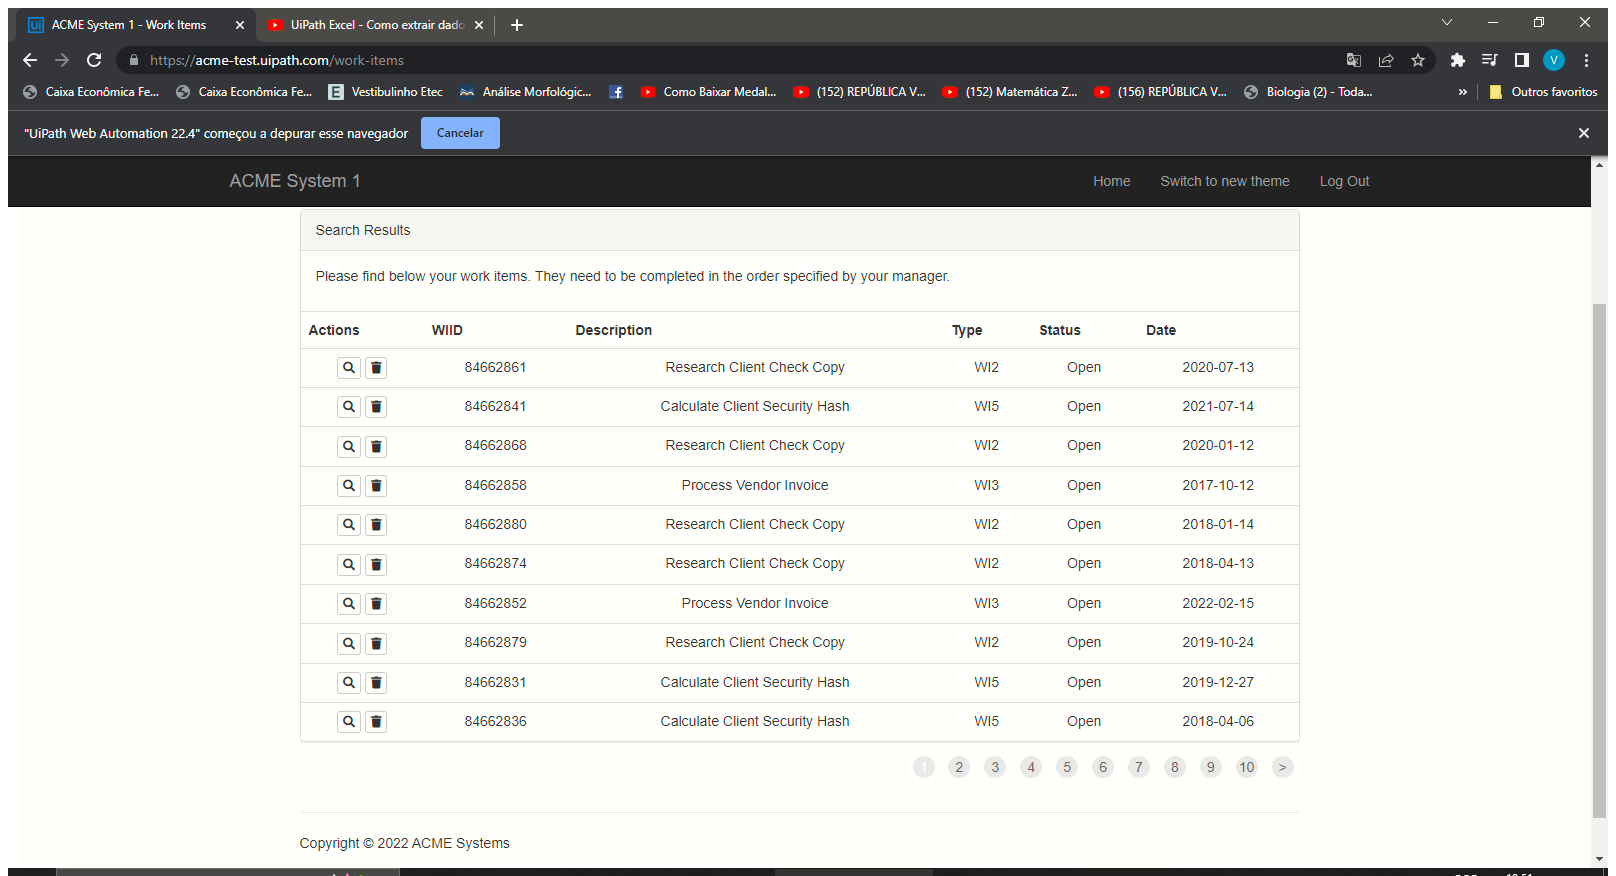 ACME System 1 - Work Items
UiPath Excel - Como extrair dado
https://acme-test.uipath.com/work-items
V
Caixa Econômica Fe... Caixa Econômica Fe... E Vestibulinho Etec Análise Morfológic... Como Baixar Medal... (152) REPÚBLICA V... (152) Matemática Z... (156) REPÚBLICA V... Biologia (2) - Toda... » Outros favoritos
"UiPath Web Automation 22.4" começou a depurar esse navegador Cancelar
ACME System 1 Home Switch to new theme Log Out
Search Results
Please find below your work items. They need to be completed in the order specified by your manager.
Actions WIID Description Type Status Date
84662861 Research Client Check Copy WI2 Open 2020-07-13
84662841 Calculate Client Security Hash WI5 Open 2021-07-14
84662868 Research Client Check Copy WI2 Open 2020-01-12
84662858 Process Vendor Invoice WI3 Open 2017-10-12
84662880 Research Client Check Copy WI2 Open 2018-01-14
84662874 Research Client Check Copy WI2 Open 2018-04-13
84662852 Process Vendor Invoice WI3 Open 2022-02-15
84662879 Research Client Check Copy WI2 Open 2019-10-24
84662831 Calculate Client Security Hash WI5 Open 2019-12-27
84662836 Calculate Client Security Hash WI5 Open 2018-04-06
1 2 3 4 5 6 7 8 9 10 >
Copyright © 2022 ACME Systems